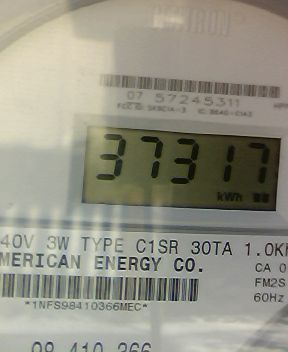 ITRON
07 57245311
37317
kWh
40V 3W TYPE C1SR 30TA 1.0K
MERICAN ENERGY CO.
CA 0
FM2S
60Hz
*1NFS98410366MEC*
98 410 366